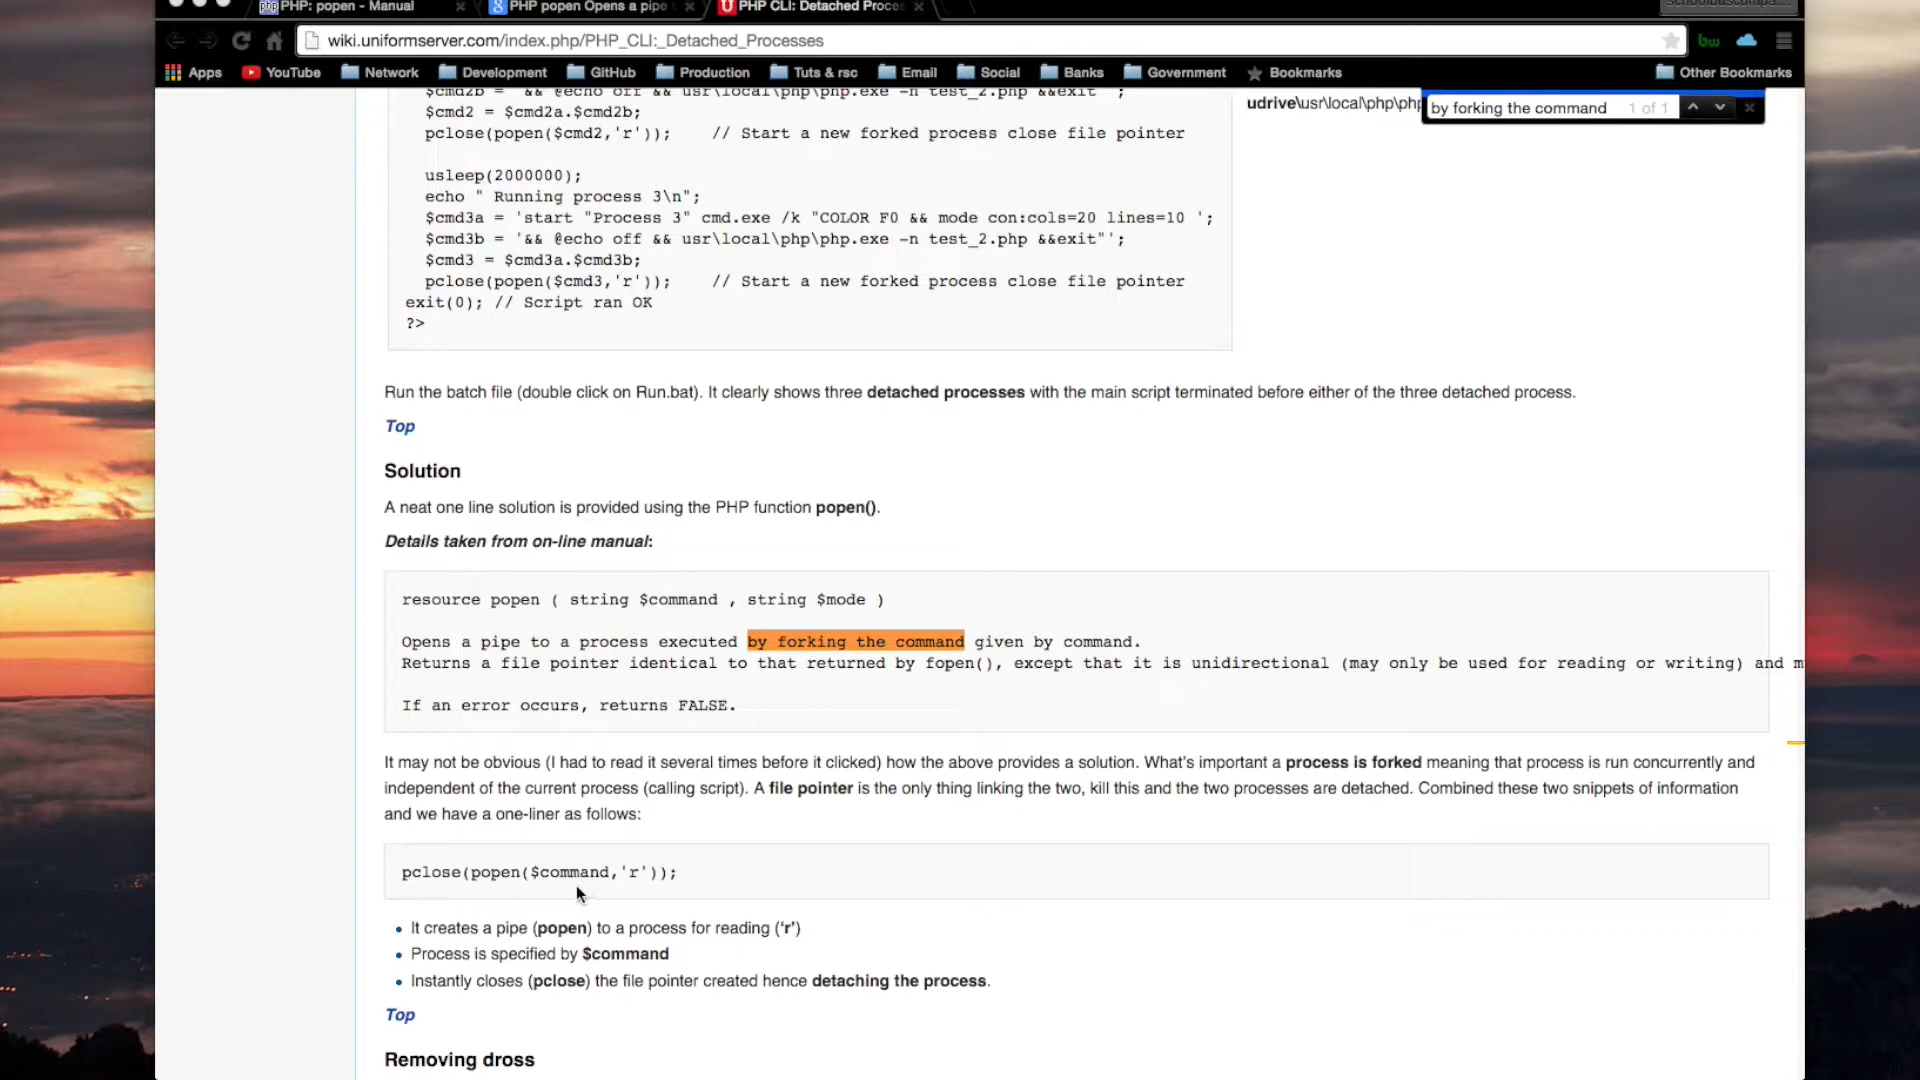 php PHP: popen - Manual
PHP popen Opens a pipe
PHP CLI: Detached Proce
wiki.uniformserver.com/index.php/PHP_CLI:_Detached_Processes
Apps YouTube Network Development GitHub Production Tuts & rsc Email Social Banks Government Bookmarks Other Bookmarks
by forking the command 1 of 1
$cmd2b = '&& @echo off && usr\local\php\php.exe -n test_2.php &&exit"';
udrive\usr\local\php\php
$cmd2 = $cmd2a.$cmd2b;
pclose(popen($cmd2,'r')); // Start a new forked process close file pointer
usleep(2000000);
echo " Running process 3\n";
$cmd3a = 'start "Process 3" cmd.exe /k "COLOR F0 && mode con:cols=20 lines=10 ';
$cmd3b = '&& @echo off && usr\local\php\php.exe -n test_2.php &&exit"';
$cmd3 = $cmd3a.$cmd3b;
pclose(popen($cmd3,'r')); // Start a new forked process close file pointer
exit(0); // Script ran OK
?>
Run the batch file (double click on Run.bat). It clearly shows three detached processes with the main script terminated before either of the three detached process.
Top
Solution
A neat one line solution is provided using the PHP function popen().
Details taken from on-line manual:
resource popen ( string $command , string $mode )
Opens a pipe to a process executed by forking the command given by command.
Returns a file pointer identical to that returned by fopen(), except that it is unidirectional (may only be used for reading or writing) and m
If an error occurs, returns FALSE.
It may not be obvious (I had to read it several times before it clicked) how the above provides a solution. What's important a process is forked meaning that process is run concurrently and
independent of the current process (calling script). A file pointer is the only thing linking the two, kill this and the two processes are detached. Combined these two snippets of information
and we have a one-liner as follows:
pclose(popen($command,'r'));
• It creates a pipe (popen) to a process for reading ('r')
• Process is specified by $command
• Instantly closes (pclose) the file pointer created hence detaching the process.
Top
Removing dross